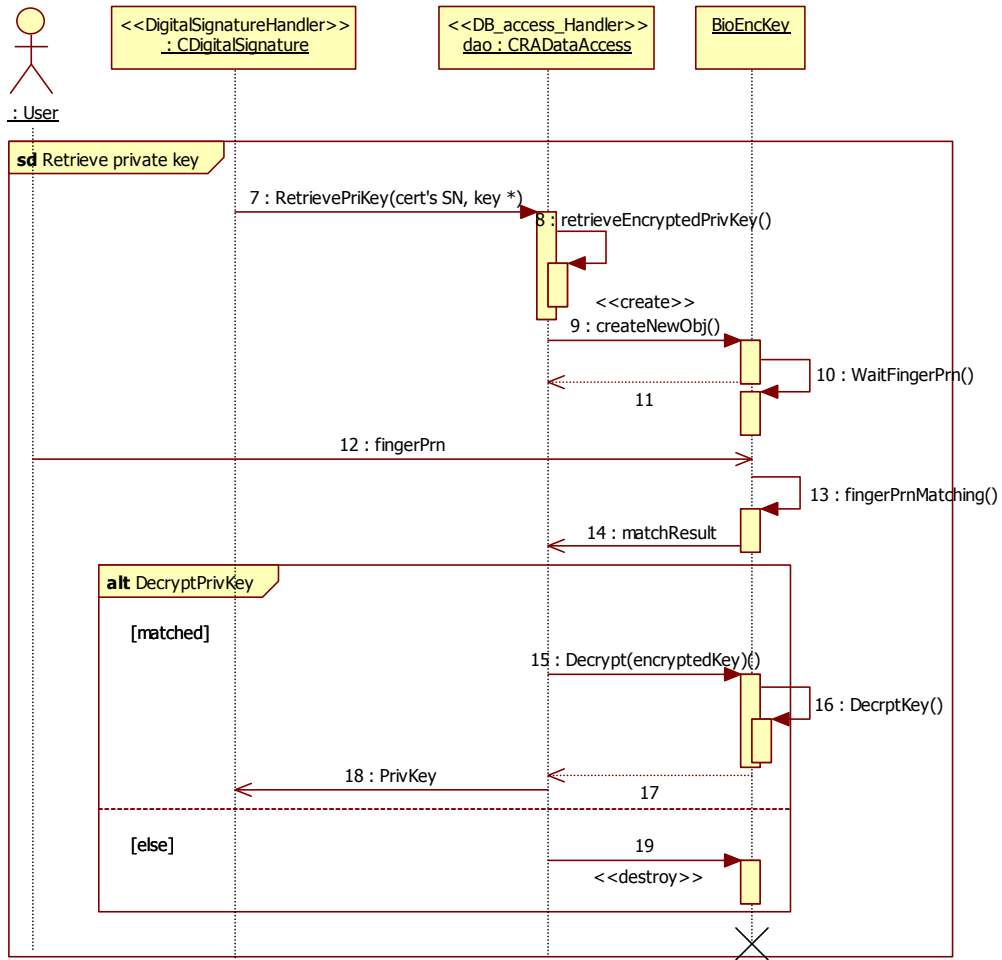 <<DigitalSignatureHandler>>
: CDigitalSignature
<<DB_access_Handler>>
dao : CRADataAccess
BioEncKey
: User
sd Retrieve private key
7 : RetrievePriKey(cert's SN, key *)
8 : retrieveEncryptedPrivKey()
<<create>>
9 : createNewObj()
10 : WaitFingerPrn()
11
12 : fingerPrn
13 : fingerPrnMatching()
14 : matchResult
alt DecryptPrivKey
[matched]
15 : Decrypt(encryptedKey)()
16 : DecrptKey()
18 : PrivKey
17
[else]
19
<<destroy>>